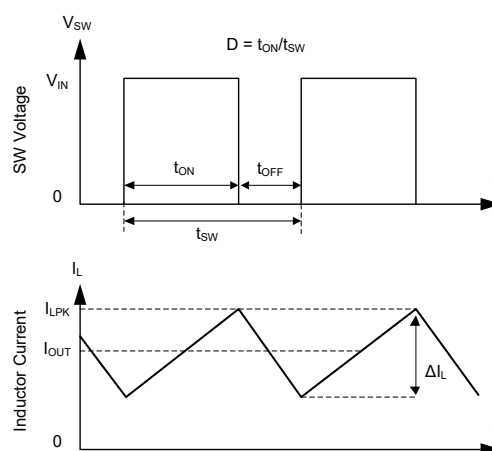 V_SW
D = t_ON/t_SW
V_IN
SW Voltage
t_ON
t_OFF
0
t_SW
I_L
I_LPK
I_OUT
Inductor Current
ΔI_L
0